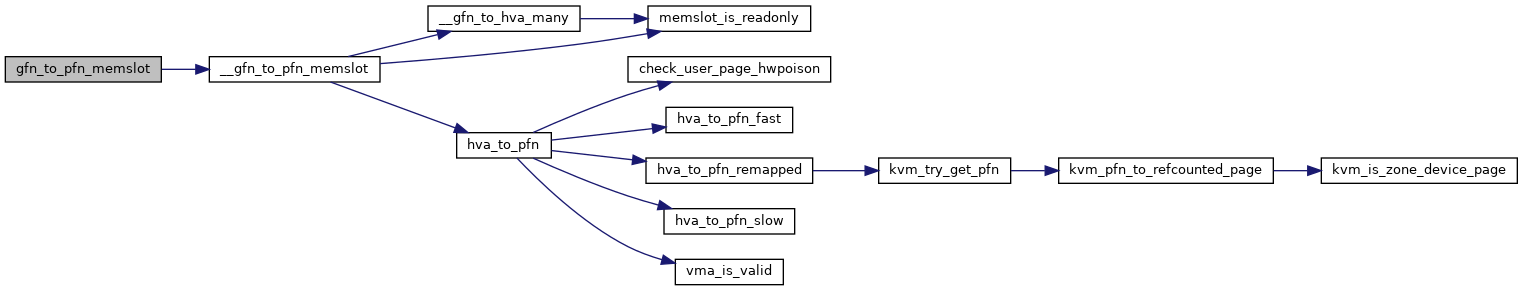 gfn_to_pfn_memslot
__gfn_to_pfn_memslot
__gfn_to_hva_many
memslot_is_readonly
hva_to_pfn
check_user_page_hwpoison
hva_to_pfn_fast
hva_to_pfn_remapped
kvm_try_get_pfn
kvm_pfn_to_refcounted_page
kvm_is_zone_device_page
hva_to_pfn_slow
vma_is_valid